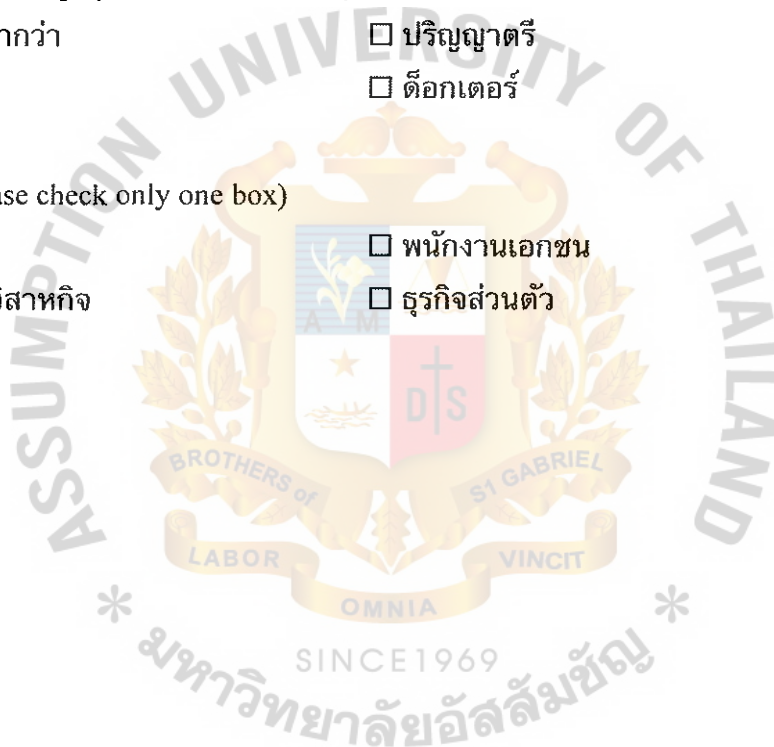 ากว่า ☐ ปริญญาตรี
☐ ด็อกเตอร์
ase check only one box)
☐ พนักงานเอกชน
วิสาหกิจ ☐ ธุรกิจส่วนตัว
ASSUMPTION UNIVERSITY OF THAILAND
A M
D S
BROTHERS of ST GABRIEL
LABOR
VINCIT
OMNIA
SINCE1969
* มหาวิทยาลัยอัสสัมชัญ *